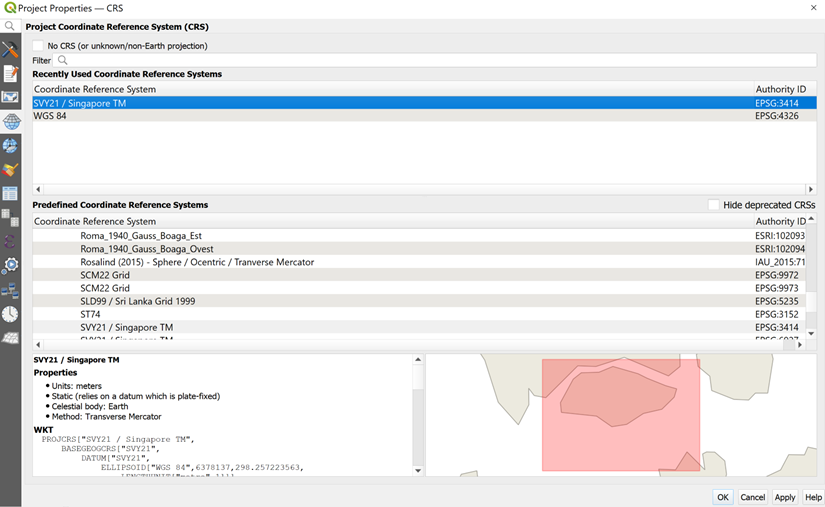 Project Properties — CRS
Project Coordinate Reference System (CRS)
No CRS (or unknown/non-Earth projection)
Filter
Recently Used Coordinate Reference Systems
Coordinate Reference System Authority ID
SVY21 / Singapore TM EPSG:3414
WGS 84 EPSG:4326
Predefined Coordinate Reference Systems Hide deprecated CRSs
Coordinate Reference System Authority ID
Roma_1940_Gauss_Boaga_Est ESRI:102093
Roma_1940_Gauss_Boaga_Ovest ESRI:102094
Rosalind (2015) - Sphere / Ocentric / Tranverse Mercator IAU_2015:71
SCM22 Grid EPSG:9972
SCM22 Grid EPSG:9973
SLD99 / Sri Lanka Grid 1999 EPSG:5235
ST74 EPSG:3152
SVY21 / Singapore TM EPSG:3414
SVY21 / Singapore TM
SVY21 / Singapore TM
Properties
• Units: meters
• Static (relies on a datum which is plate-fixed)
• Celestial body: Earth
• Method: Transverse Mercator
WKT
PROJCRS["SVY21 / Singapore TM",
BASEGEOGCRS["SVY21",
DATUM["SVY21",
ELLIPSOID["WGS 84",6378137,298.257223563,
OK Cancel Apply Help